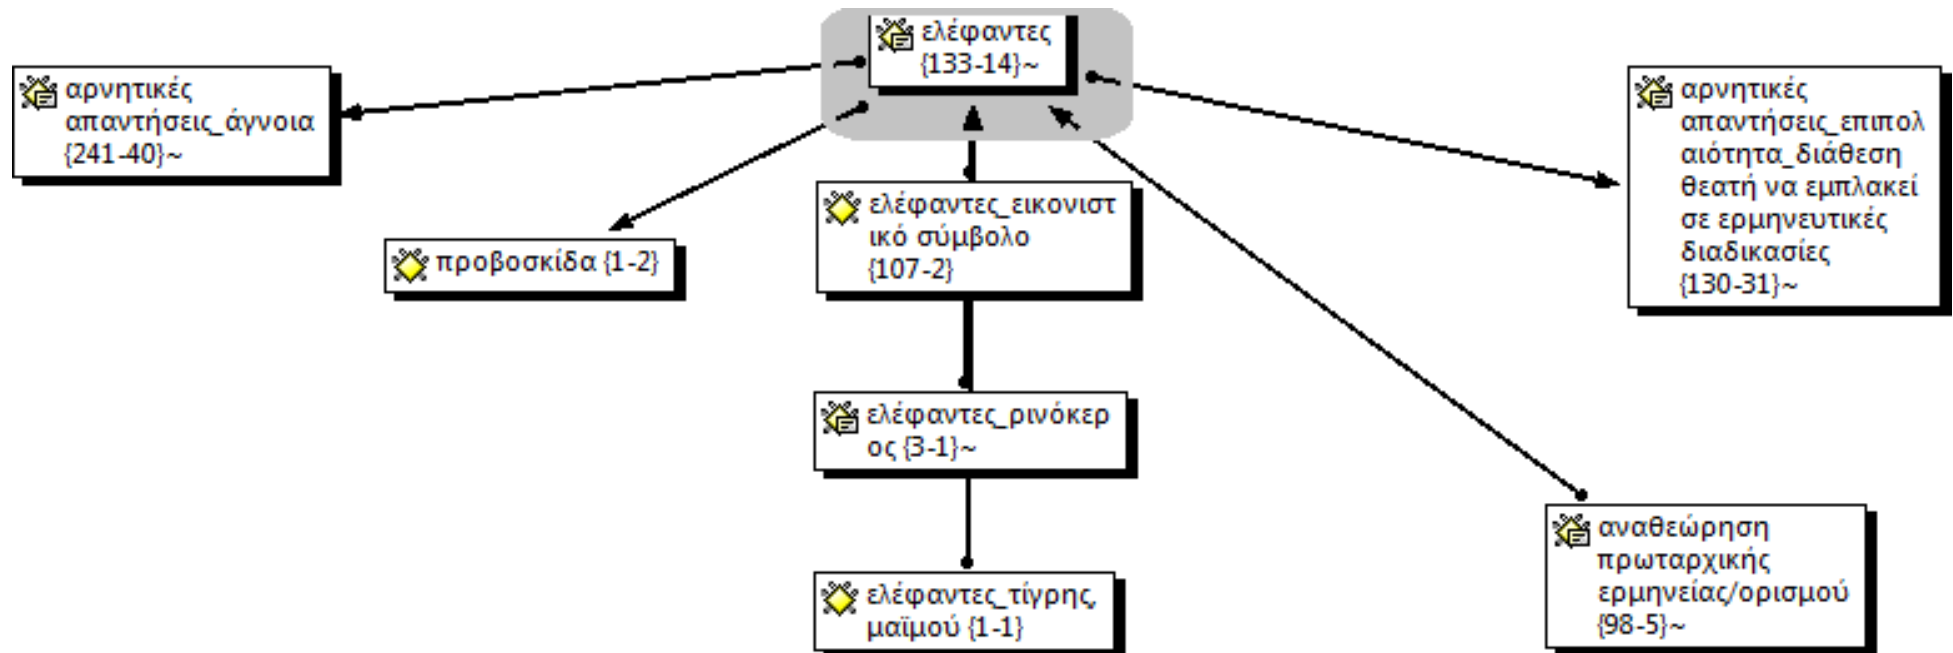 ελέφαντες
{133-14}~
αρνητικές
απαντήσεις_άγνοια
{241-40}~
αρνητικές
απαντήσεις_επιπολ
αιότητα_διάθεση
θεατή να εμπλακεί
σε ερμηνευτικές
διαδικασίες
{130-31}~
ελέφαντες_εικονιστ
ικό σύμβολο
{107-2}
προβοσκίδα {1-2}
ελέφαντες_ρινόκερ
ος {3-1}~
αναθεώρηση
πρωταρχικής
ερμηνείας/ορισμού
{98-5}~
ελέφαντες_τίγρης,
μαϊμού {1-1}